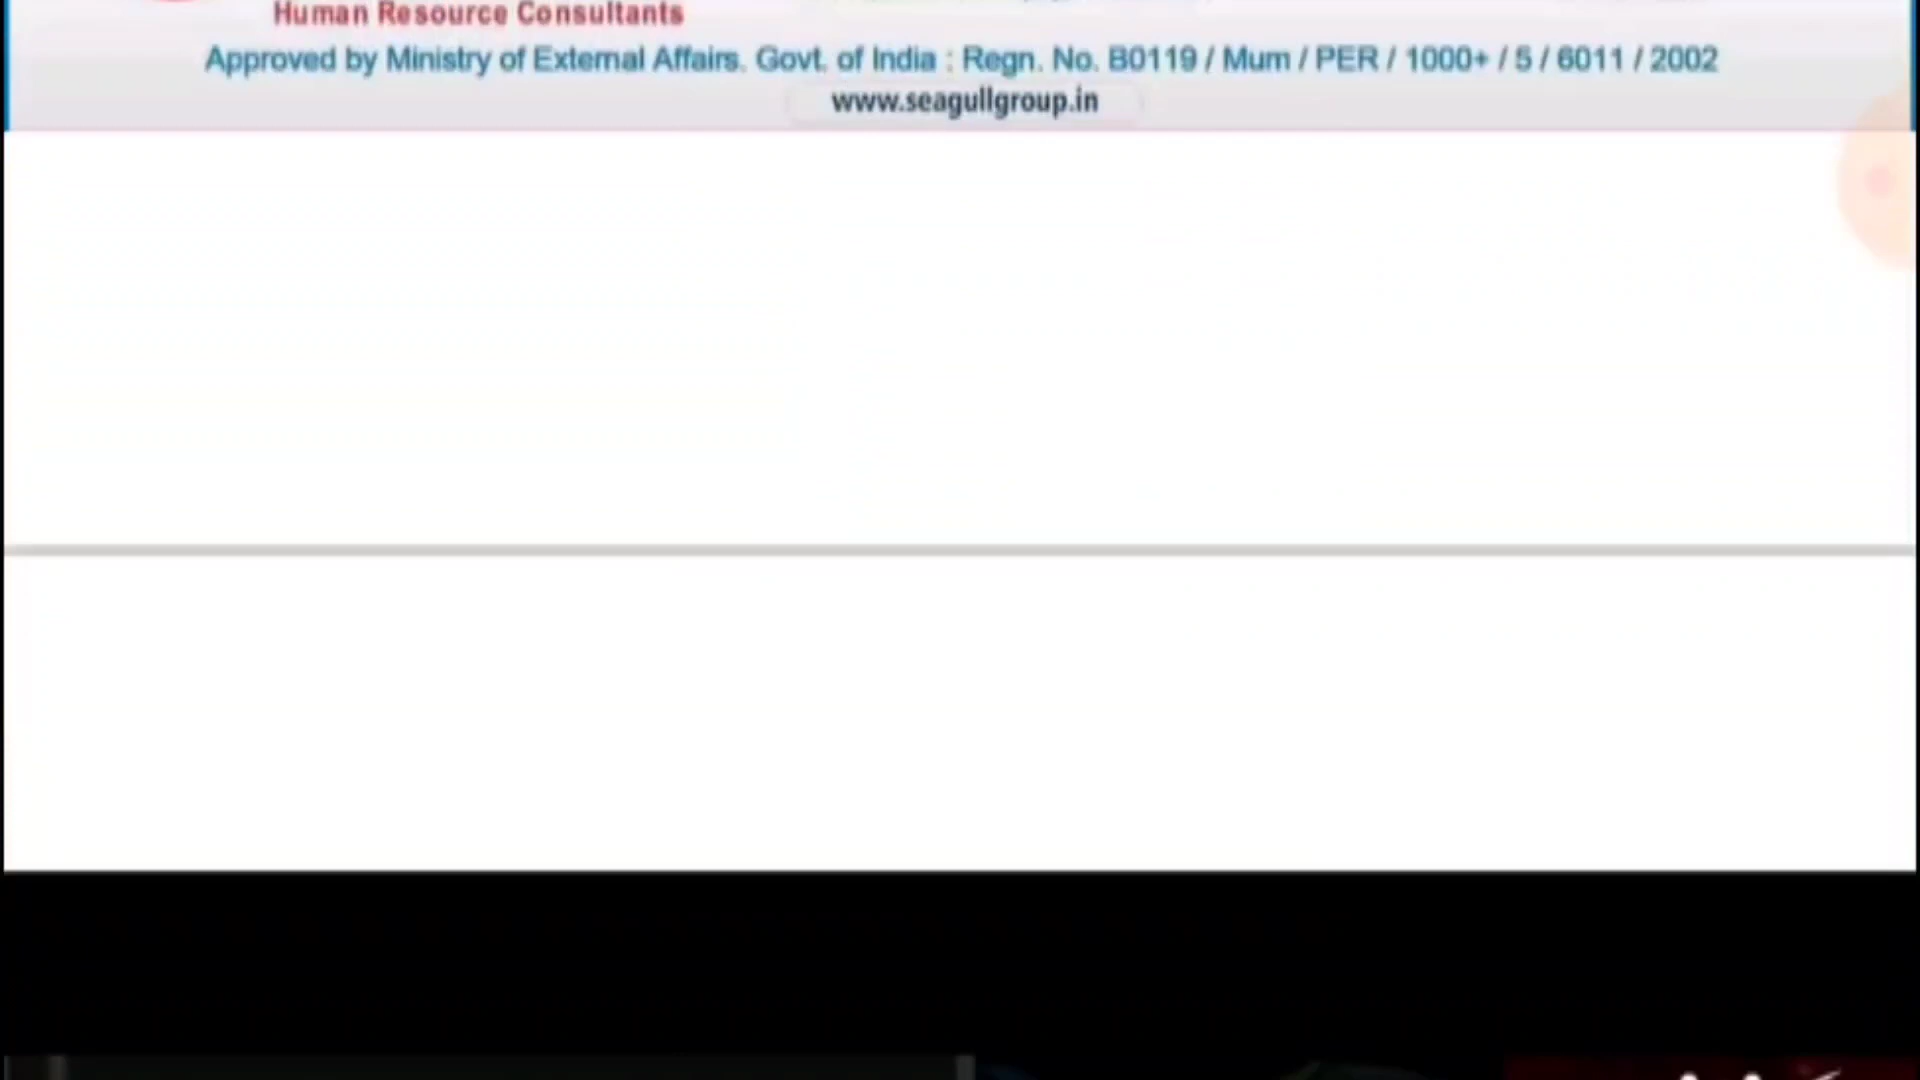 Human Resource Consultants
Approved by Ministry of External Affairs. Govt. of India : Regn. No. B0119 / Mum / PER / 1000+ / 5 / 6011 / 2002
www.seagullgroup.in